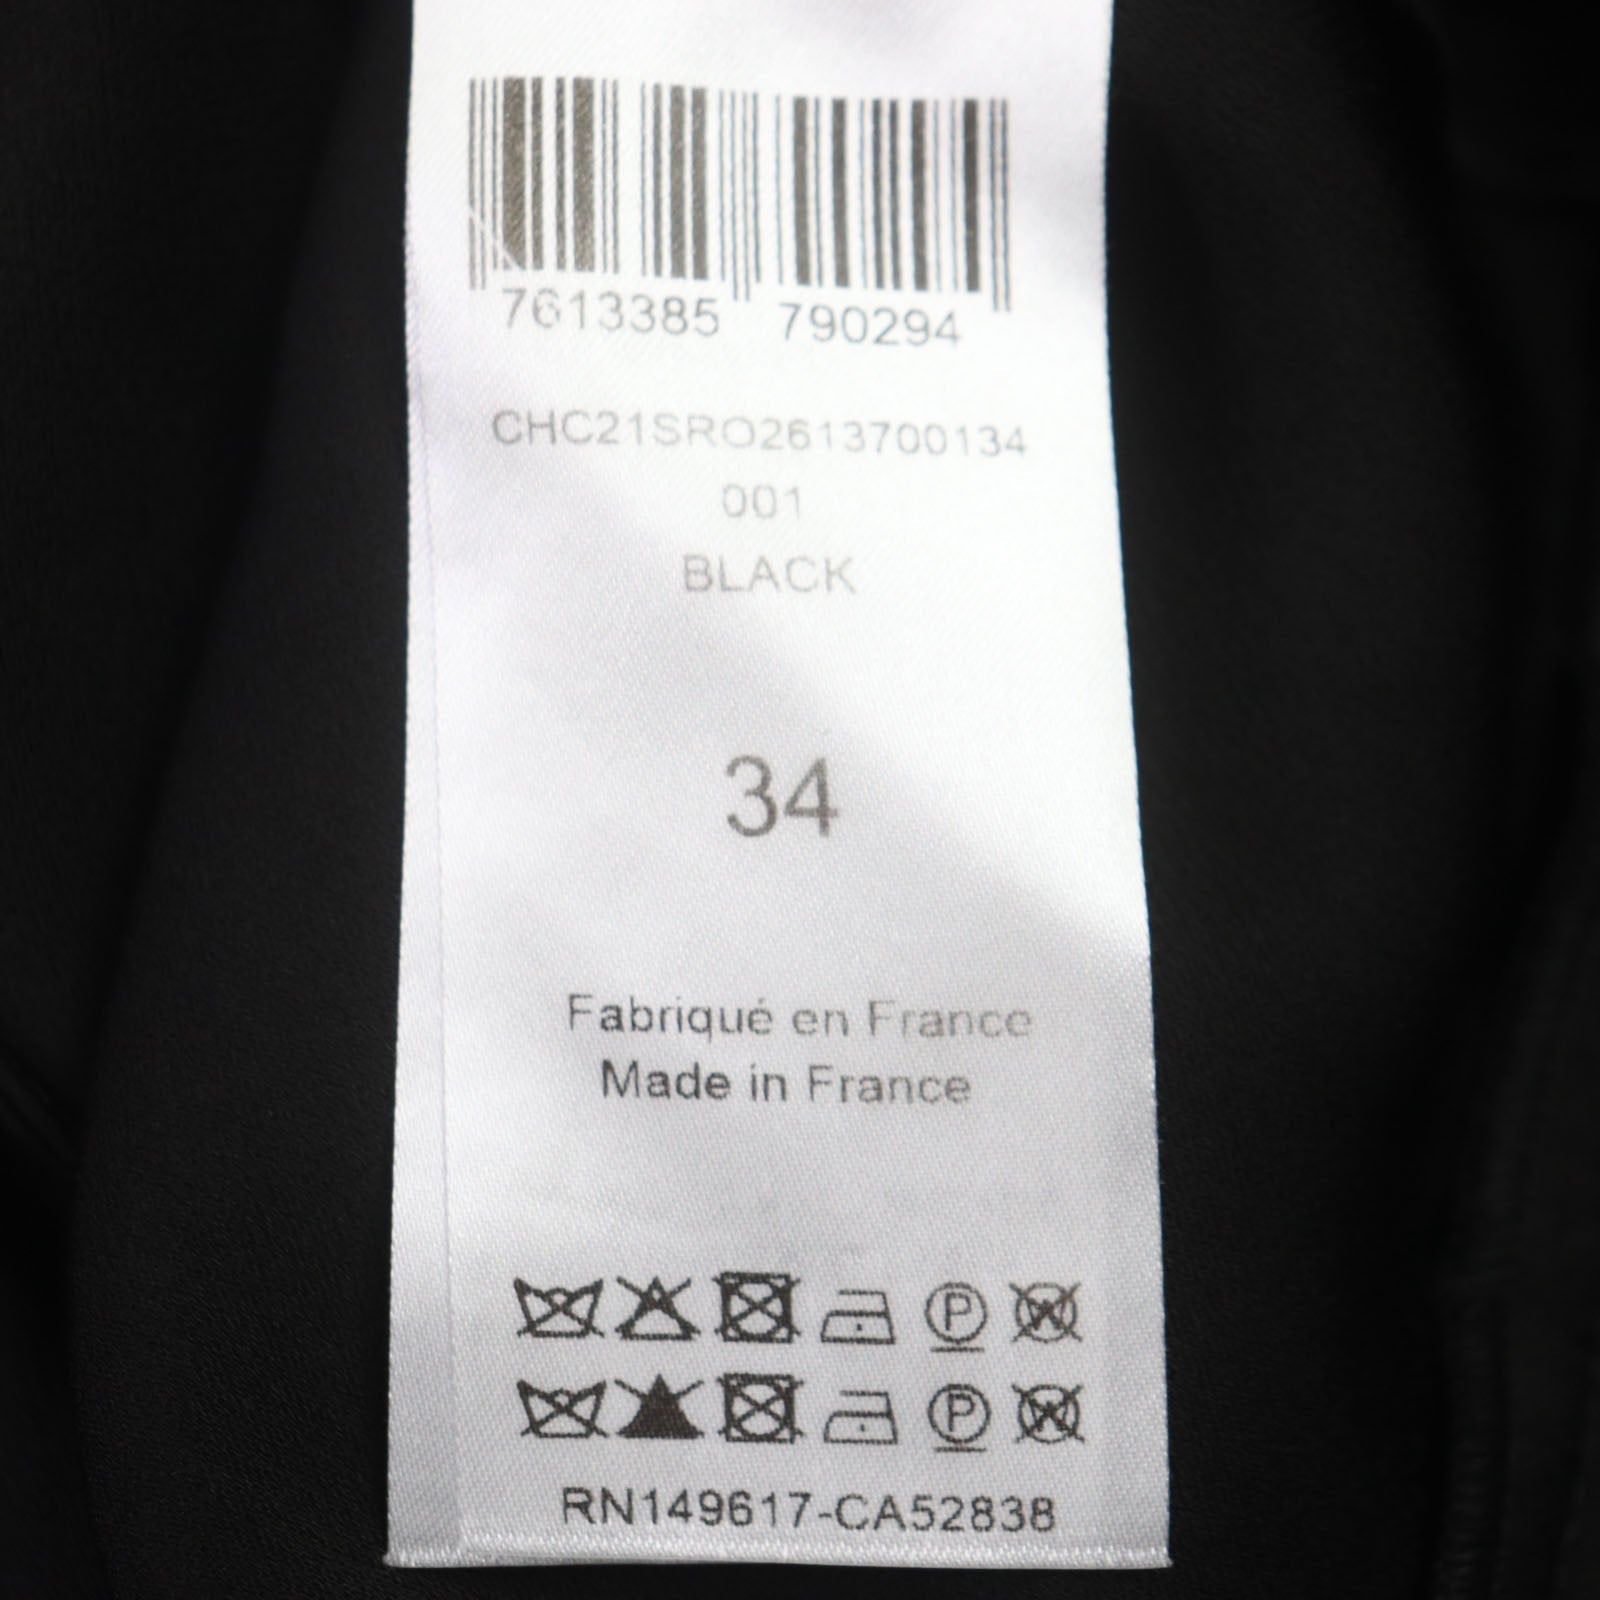 7613385 790294
CHC21SRO2613700134
001
BLACK
34
Fabriqué en France
Made in France
P
P
RN149617-CA52838